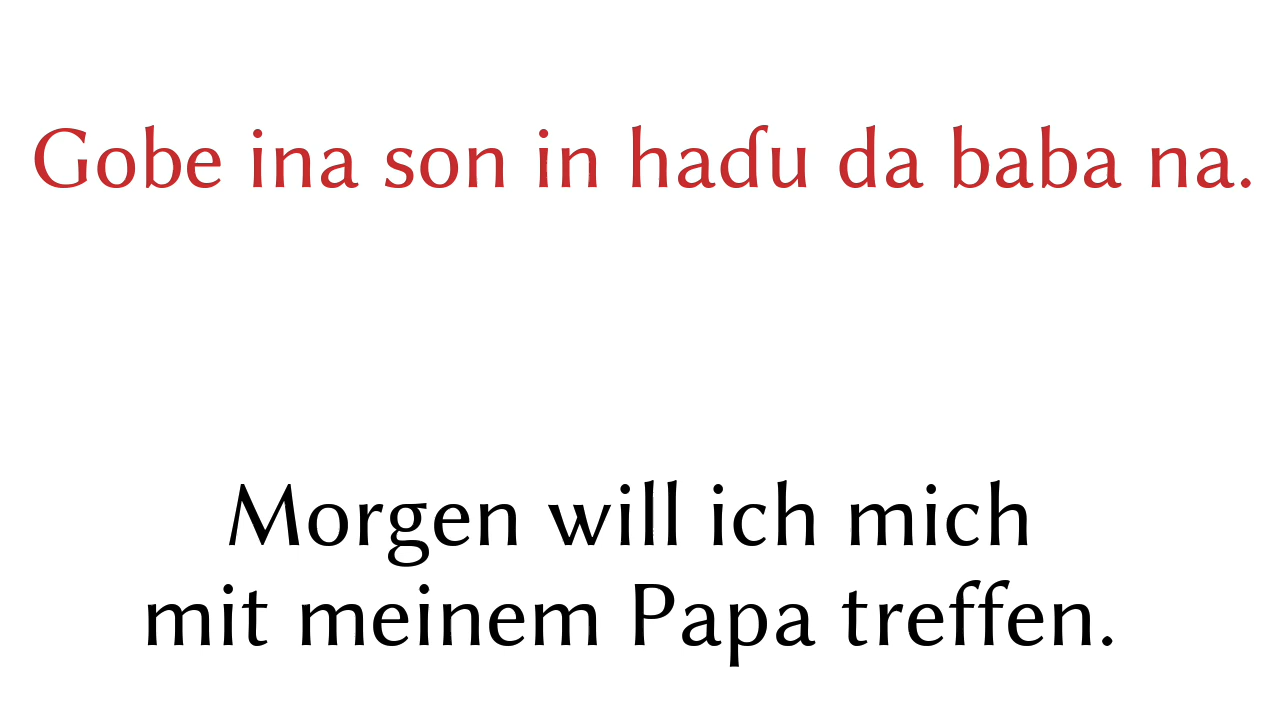 Gobe ina son in haɗu da baba na.
Morgen will ich mich
mit meinem Papa treffen.